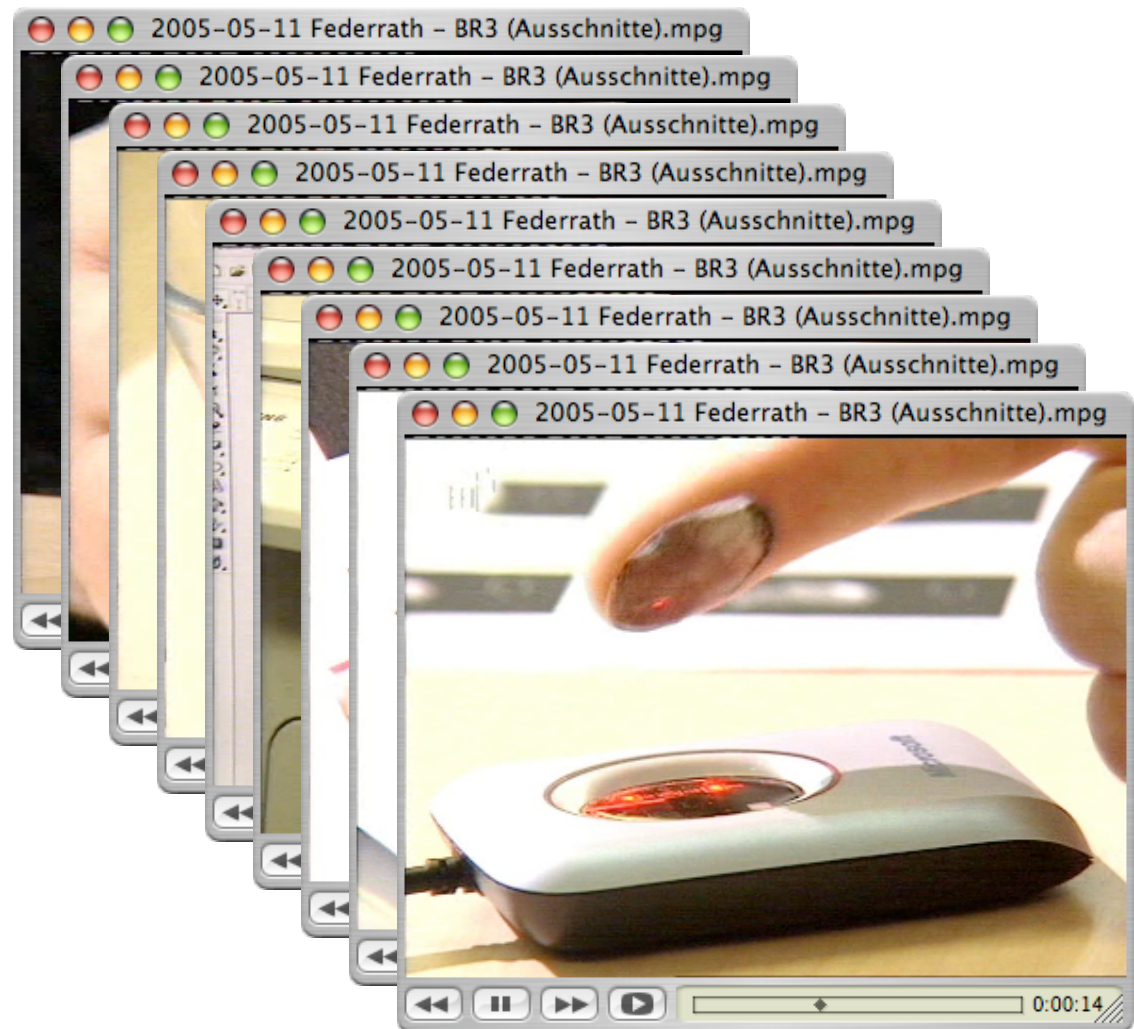 2005-05-11 Federrath – BR3 (Ausschnitte).mpg
2005-05-11 Federrath – BR3 (Ausschnitte).mpg
2005-05-11 Federrath – BR3 (Ausschnitte).mpg
2005-05-11 Federrath – BR3 (Ausschnitte).mpg
2005-05-11 Federrath – BR3 (Ausschnitte).mpg
2005-05-11 Federrath – BR3 (Ausschnitte).mpg
2005-05-11 Federrath – BR3 (Ausschnitte).mpg
2005-05-11 Federrath – BR3 (Ausschnitte).mpg
2005-05-11 Federrath – BR3 (Ausschnitte).mpg
Microsoft
0:00:14